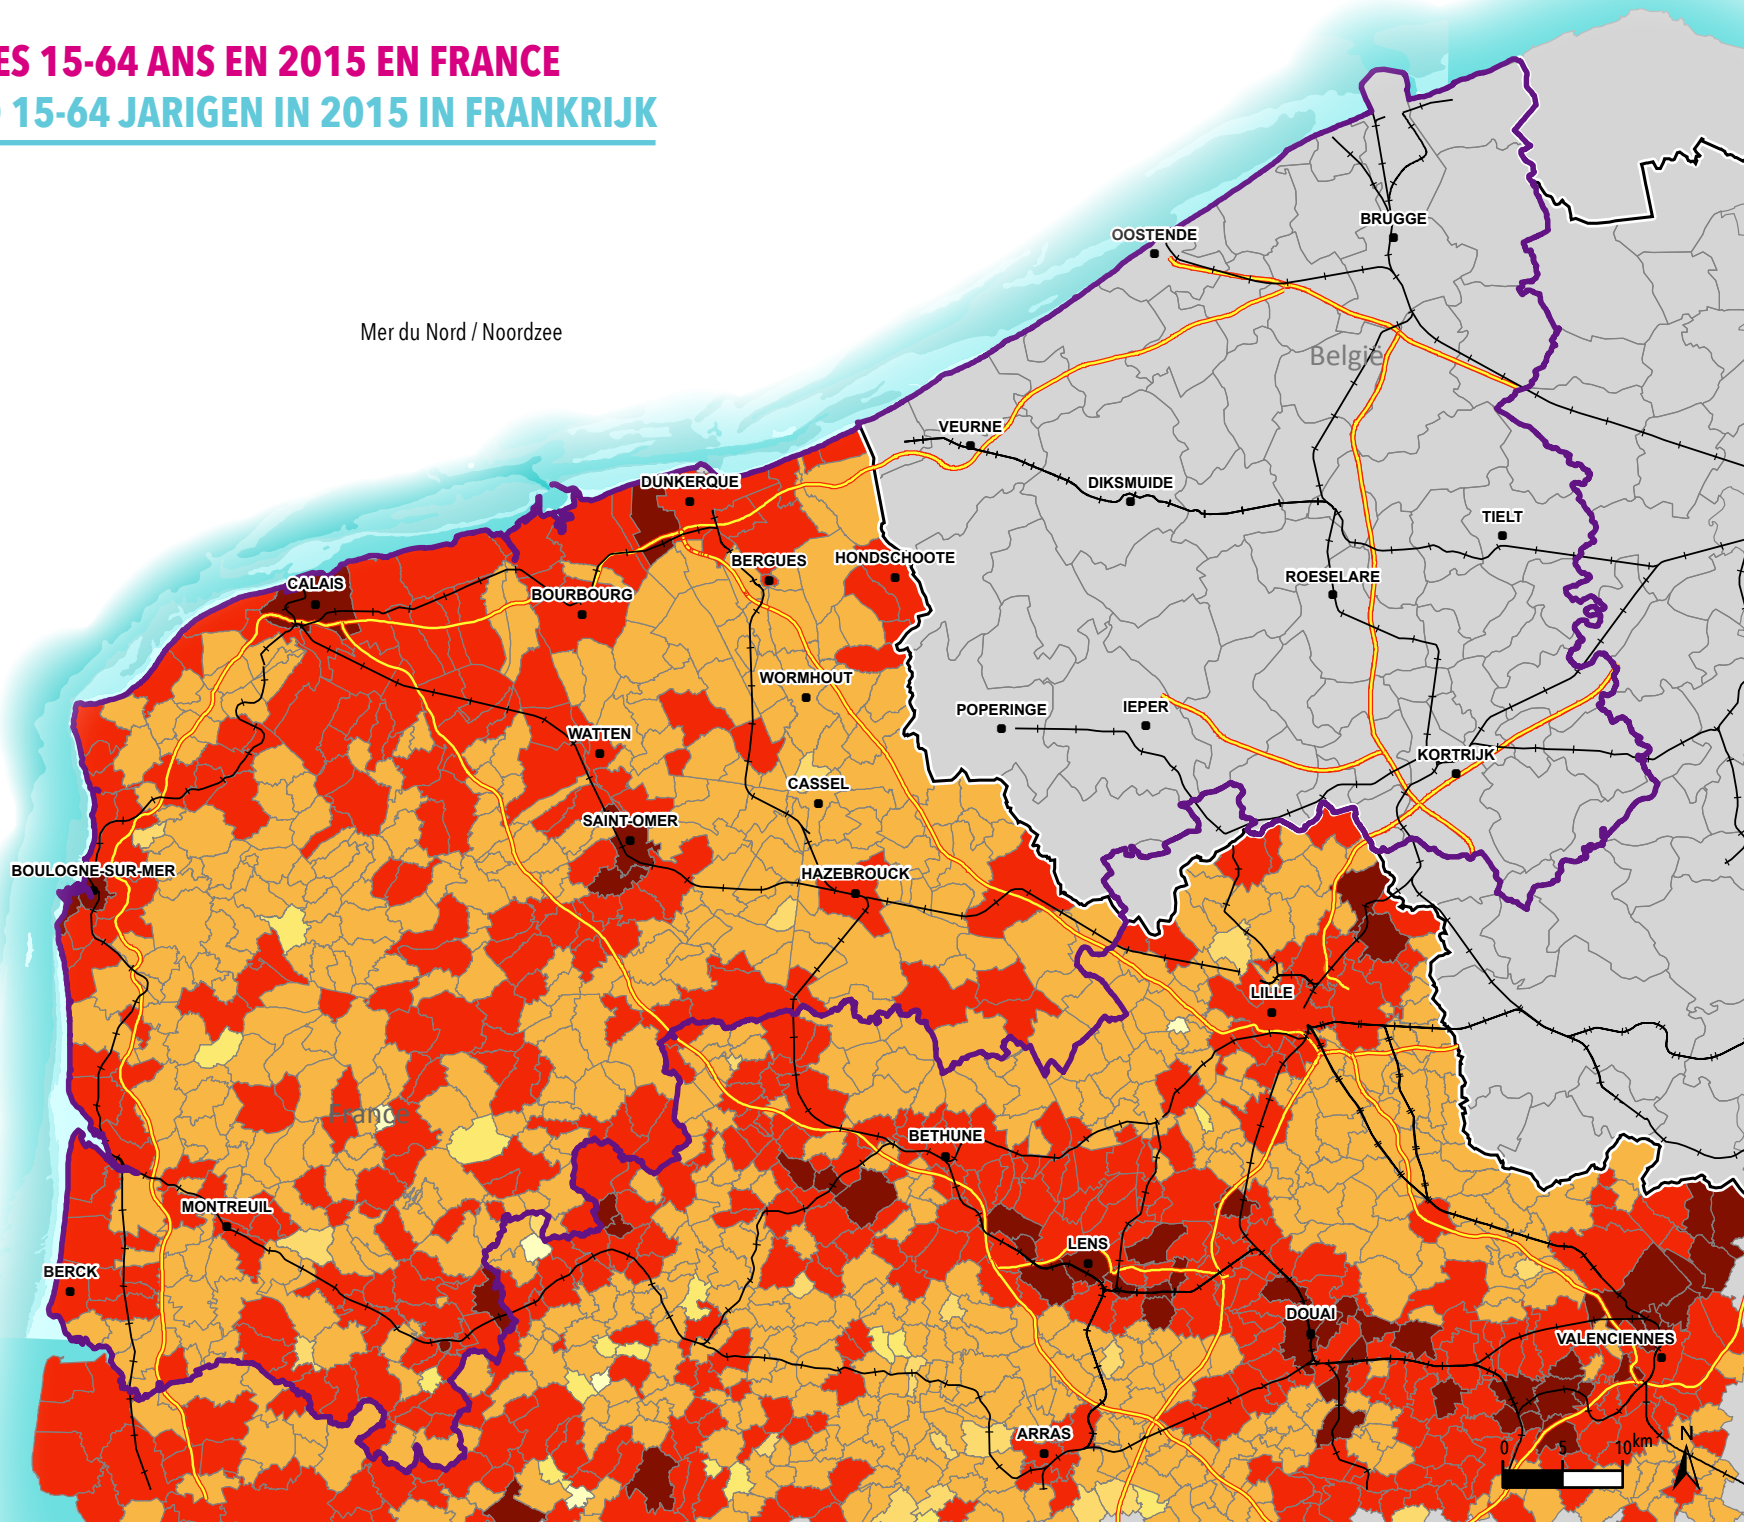 ES 15-64 ANS EN 2015 EN FRANCE
15-64 JARIGEN IN 2015 IN FRANKRIJK
Mer du Nord / Noordzee
BRUGGE
OOSTENDE
België
VEURNE
DUNKERQUE
DIKSMUIDE
TIELT
BERGUES
HONDSCHOOTE
CALAIS
BOURBOURG
ROESELARE
WORMHOUT
POPERINGE
IEPER
WATTEN
KORTRIJK
CASSEL
SAINT-OMER
BOULOGNE-SUR-MER
HAZEBROUCK
LILLE
France
BETHUNE
MONTREUIL
LENS
BERCK
DOUAI
VALENCIENNES
ARRAS
N
0 5 10 km